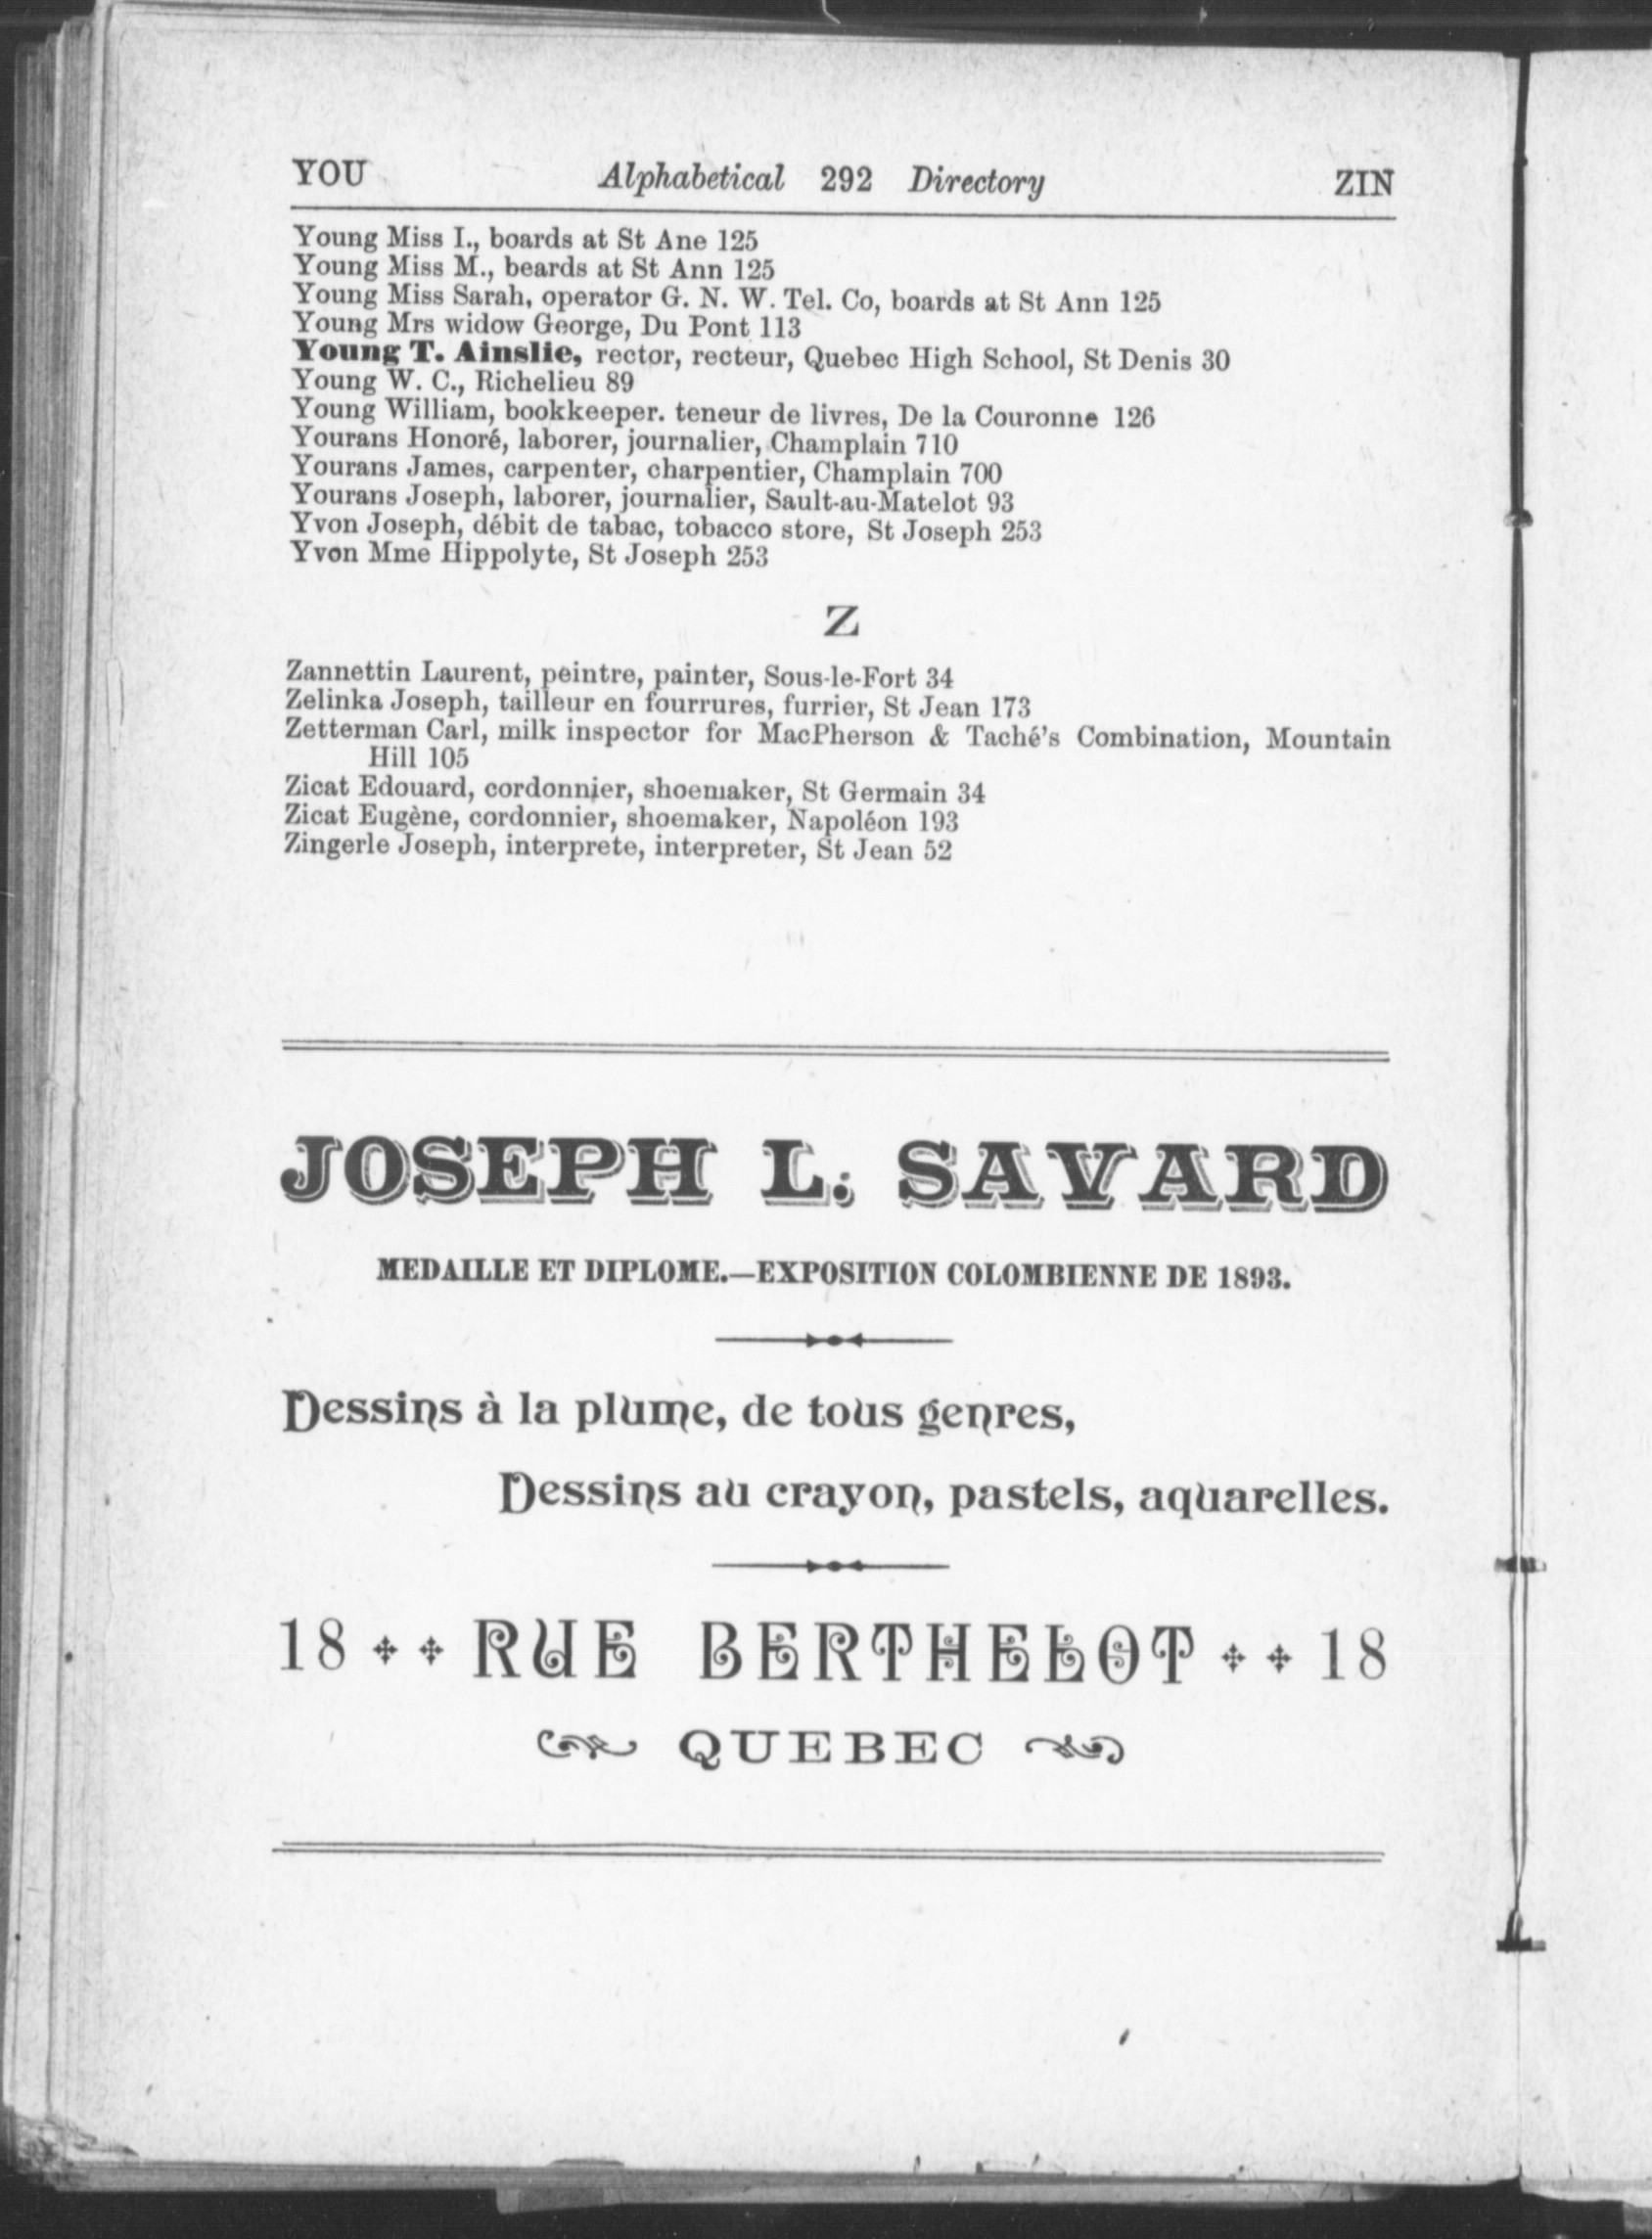 YOU Alphabetical 292 Directory ZIN
Young Miss I., boards at St Ane 125
Young Miss M., beards at St Ann 125
Young Miss Sarah, operator G. N. W. Tel. Co, boards at St Ann 125
Young Mrs widow George, Du Pont 113
Young T. Ainslie, rector, recteur, Quebec High School, St Denis 30
Young W. C., Richelieu 89
Young William, bookkeeper. teneur de livres, De la Couronne 126
Yourans Honoré, laborer, journalier, Champlain 710
Yourans James, carpenter, charpentier, Champlain 700
Yourans Joseph, laborer, journalier, Sault-au-Matelot 93
Yvon Joseph, débit de tabac, tobacco store, St Joseph 253
Yvon Mme Hippolyte, St Joseph 253
Z
Zannettin Laurent, peintre, painter, Sous-le-Fort 34
Zelinka Joseph, tailleur en fourrures, furrier, St Jean 173
Zetterman Carl, milk inspector for MacPherson & Taché's Combination, Mountain
Hill 105
Zicat Edouard, cordonnier, shoemaker, St Germain 34
Zicat Eugène, cordonnier, shoemaker, Napoléon 193
Zingerle Joseph, interprete, interpreter, St Jean 52
JOSEPH L. SAVARD
MEDAILLE ET DIPLOME.—EXPOSITION COLOMBIENNE DE 1893.
Dessins à la plume, de tous genres,
Dessins au crayon, pastels, aquarelles.
18 RUE BERTHELOT 18
QUEBEC